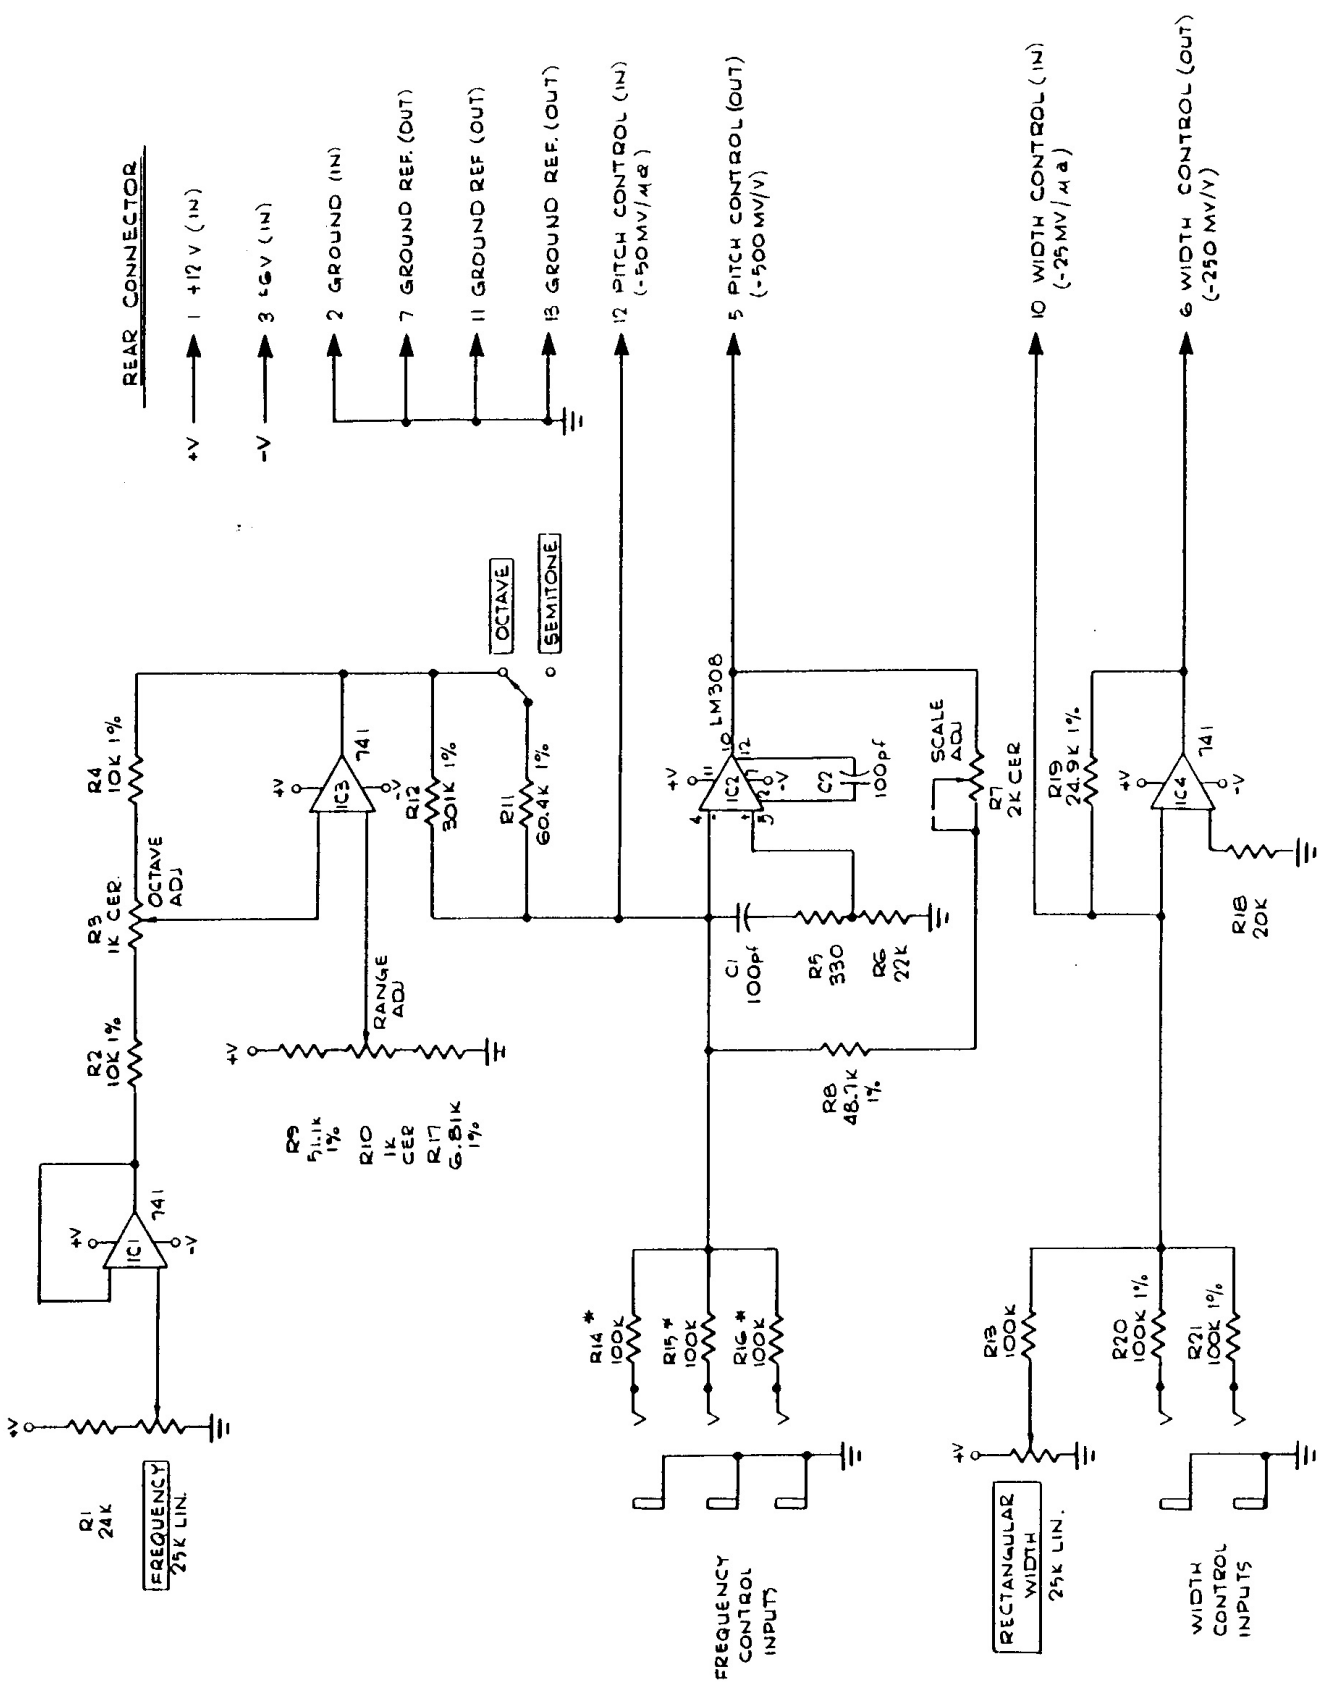 REAR CONNECTOR
+V 1 +12 V (IN)
-V 3 -6V (IN)
2 GROUND (IN)
7 GROUND REF. (OUT)
11 GROUND REF (OUT)
13 GROUND REF. (OUT)
12 PITCH CONTROL (IN)
(-50MV/µa)
5 PITCH CONTROL (OUT)
(-500 MV/V)
10 WIDTH CONTROL (IN)
(-25MV/µa)
6 WIDTH CONTROL (OUT)
(-250 MV/V)
+V
R1
24K
FREQUENCY
25K LIN.
+V
IC1
-V
741
R2
10K 1%
R3
1K CER.
OCTAVE
ADJ
R4
10K 1%
+V
R9
51.1K
1%
R10
1K
CER
R17
6.81K
1%
RANGE
ADJ
+V
IC3
-V
741
R12
301K 1%
R11
60.4K 1%
OCTAVE
SEMITONE
FREQUENCY
CONTROL
INPUTS
R14 *
100K
R15 *
100K
R16 *
100K
R8
48.7K
1%
C1
100pf
R5
330
R6
22K
+V
11
4
-
IC2
+
3
2
7
-V
10
12
LM308
C2
100pf
SCALE
ADJ
R7
2K CER
+V
RECTANGULAR
WIDTH
25K LIN.
R13
100K
WIDTH
CONTROL
INPUTS
R20
100K 1%
R21
100K 1%
R19
24.9K 1%
+V
IC4
-V
741
R18
20K